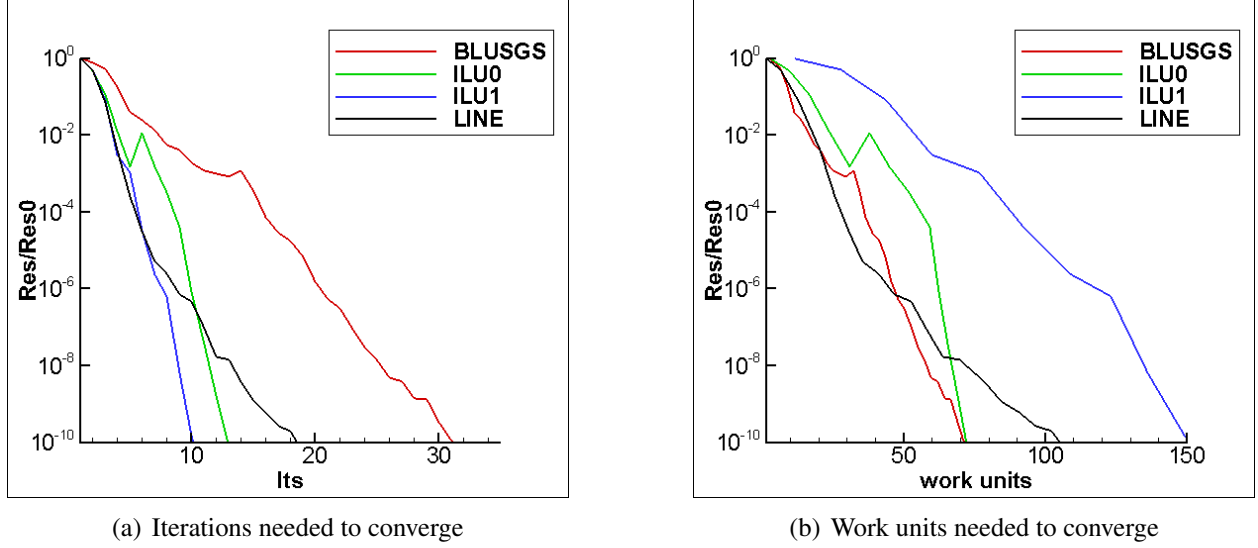 BLUSGS
ILU0
ILU1
LINE
10^0
10^-2
10^-4
10^-6
10^-8
10^-10
Res/Res0
10
20
30
Its
(a) Iterations needed to converge
BLUSGS
ILU0
ILU1
LINE
10^0
10^-2
10^-4
10^-6
10^-8
10^-10
Res/Res0
50
100
150
work units
(b) Work units needed to converge